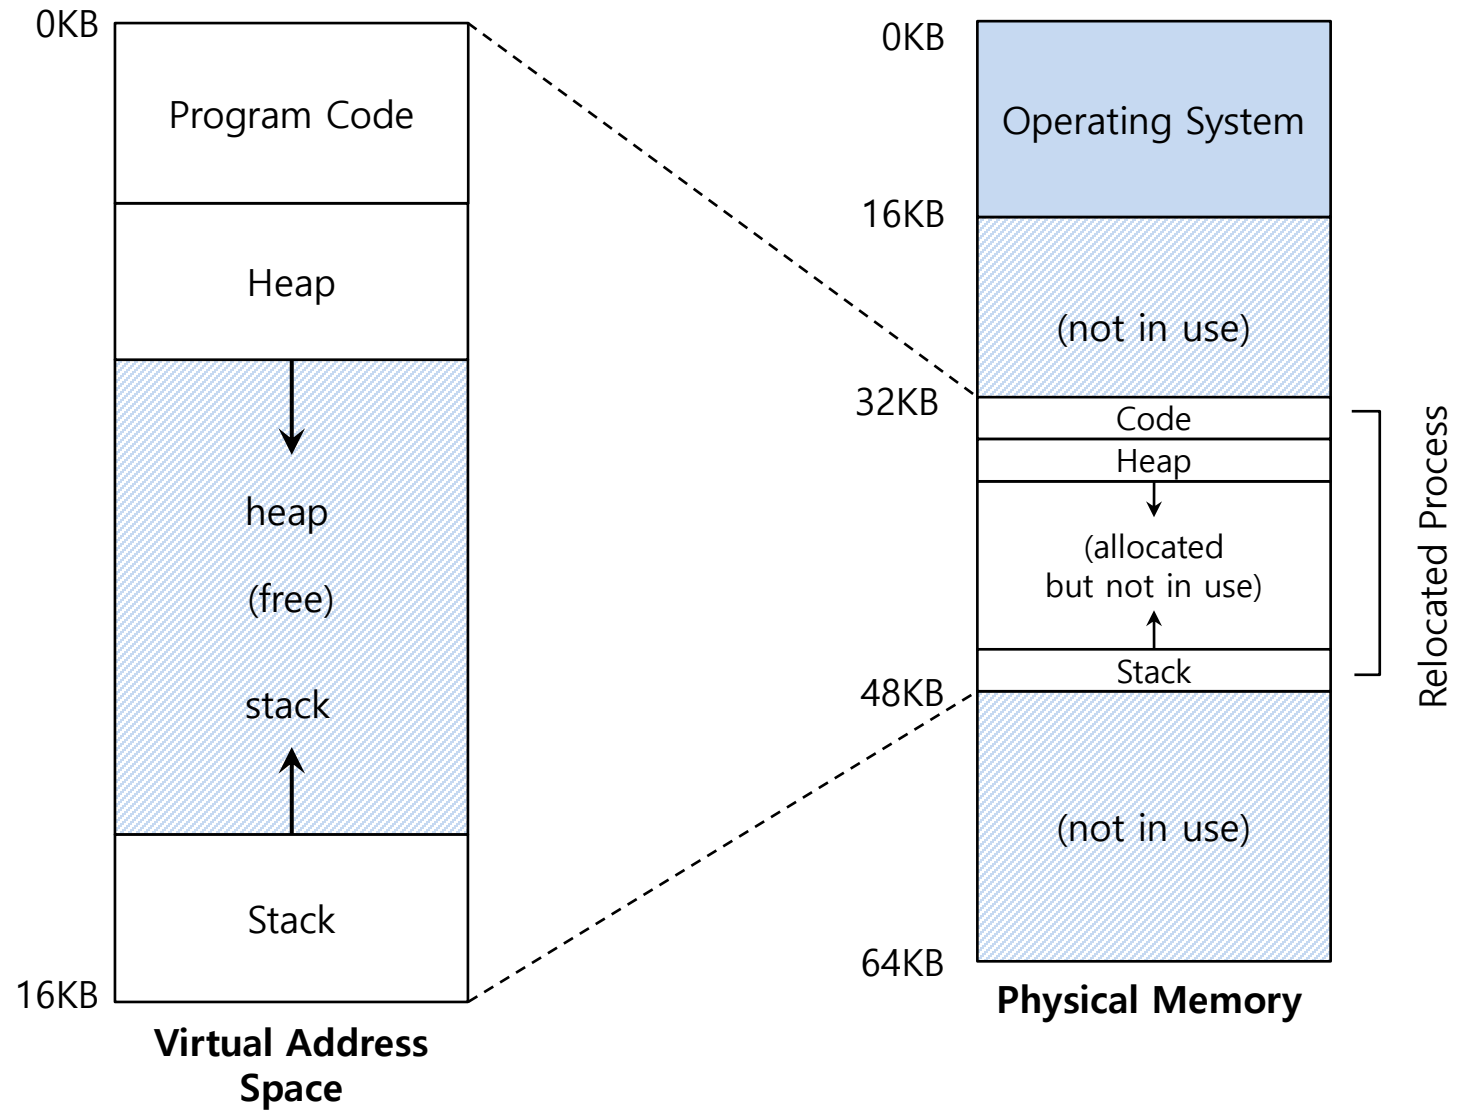 0KB
Program Code
Heap
heap
(free)
stack
Stack
16KB
Virtual Address
Space
0KB
Operating System
16KB
(not in use)
32KB
Code
Heap
(allocated
but not in use)
Stack
48KB
(not in use)
64KB
Physical Memory
Relocated Process